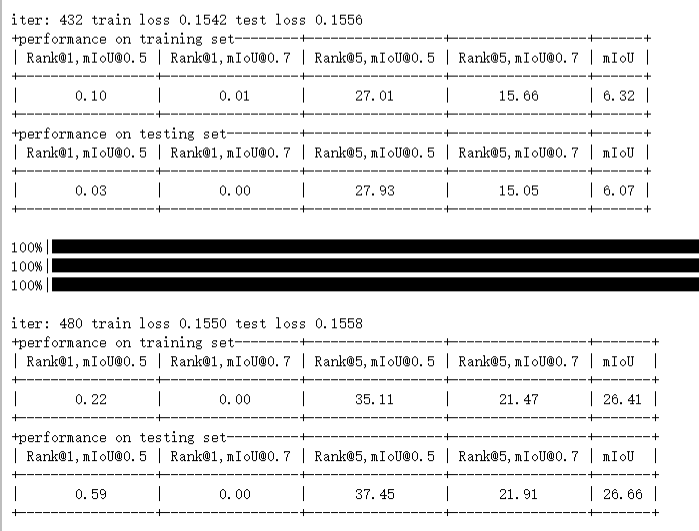 iter: 432 train loss 0.1542 test loss 0.1556
+performance on training set--------+-----------------+-----------------+------+
| Rank@1,mIoU@0.5 | Rank@1,mIoU@0.7 | Rank@5,mIoU@0.5 | Rank@5,mIoU@0.7 | mIoU |
+-----------------+-----------------+-----------------+-----------------+------+
| 0.10 | 0.01 | 27.01 | 15.66 | 6.32 |
+-----------------+-----------------+-----------------+-----------------+------+
+performance on testing set---------+-----------------+-----------------+------+
| Rank@1,mIoU@0.5 | Rank@1,mIoU@0.7 | Rank@5,mIoU@0.5 | Rank@5,mIoU@0.7 | mIoU |
+-----------------+-----------------+-----------------+-----------------+------+
| 0.03 | 0.00 | 27.93 | 15.05 | 6.07 |
+-----------------+-----------------+-----------------+-----------------+------+
100%|
100%|
100%|
iter: 480 train loss 0.1550 test loss 0.1558
+performance on training set--------+-----------------+-----------------+-------+
| Rank@1,mIoU@0.5 | Rank@1,mIoU@0.7 | Rank@5,mIoU@0.5 | Rank@5,mIoU@0.7 | mIoU |
+-----------------+-----------------+-----------------+-----------------+-------+
| 0.22 | 0.00 | 35.11 | 21.47 | 26.41 |
+-----------------+-----------------+-----------------+-----------------+-------+
+performance on testing set---------+-----------------+-----------------+-------+
| Rank@1,mIoU@0.5 | Rank@1,mIoU@0.7 | Rank@5,mIoU@0.5 | Rank@5,mIoU@0.7 | mIoU |
+-----------------+-----------------+-----------------+-----------------+-------+
| 0.59 | 0.00 | 37.45 | 21.91 | 26.66 |
+-----------------+-----------------+-----------------+-----------------+-------+